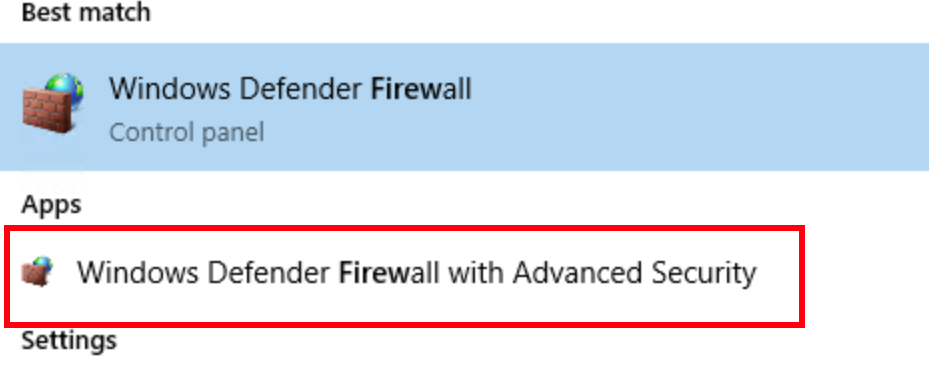 Best match
Windows Defender Firewall
Control panel
Apps
Windows Defender Firewall with Advanced Security
Settings